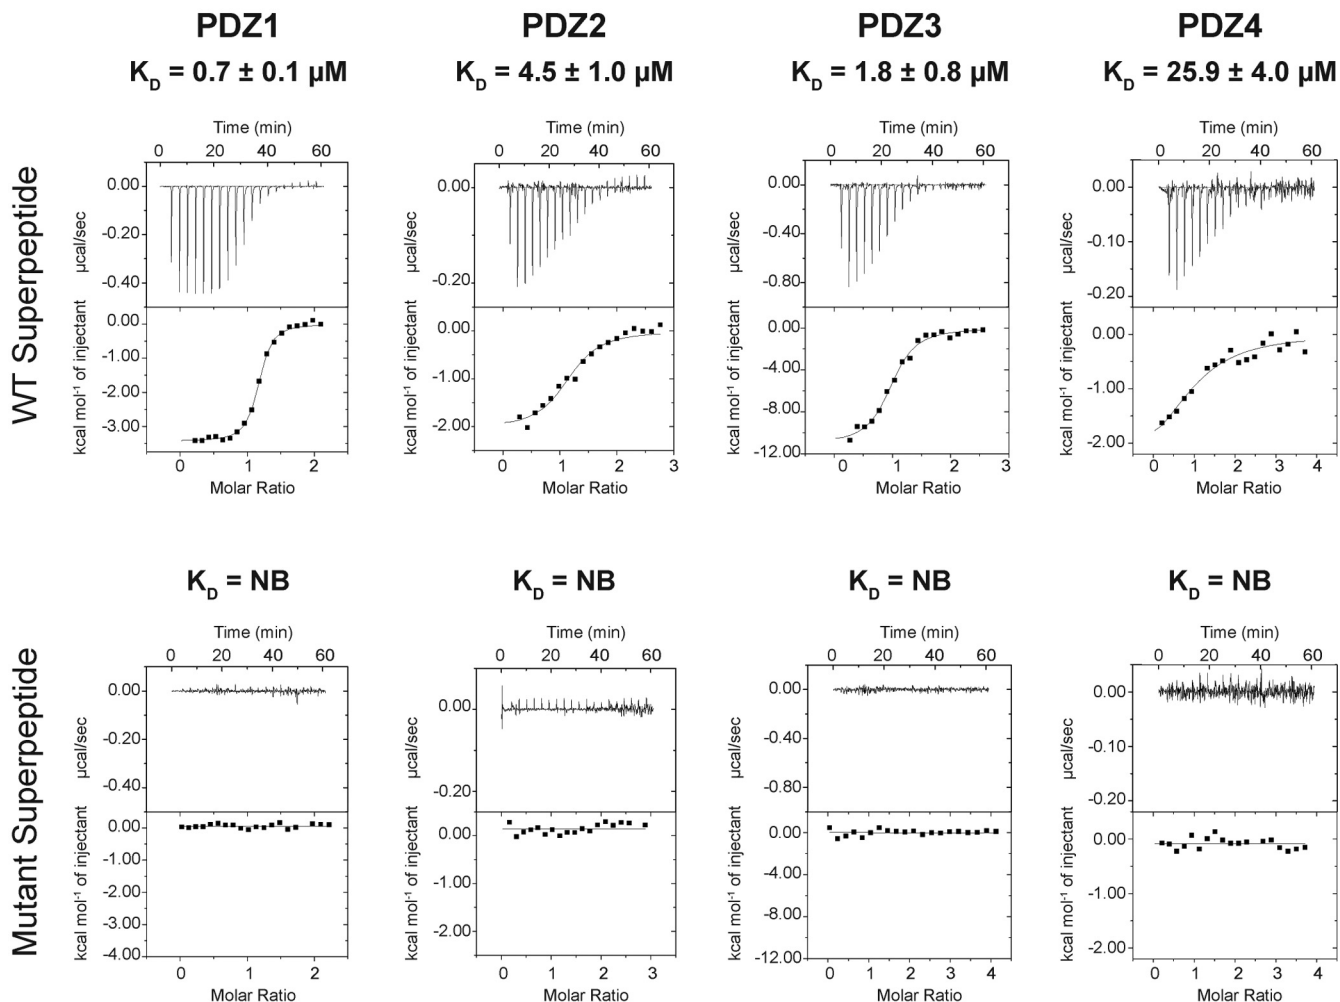 PDZ1 PDZ2 PDZ3 PDZ4
K_D = 0.7 ± 0.1 µM K_D = 4.5 ± 1.0 µM K_D = 1.8 ± 0.8 µM K_D = 25.9 ± 4.0 µM
WT Superpeptide
Time (min)
0 20 40 60
µcal/sec
0.00
-0.20
-0.40
kcal mol⁻¹ of injectant
0.00
-1.00
-2.00
-3.00
0 1 2
Molar Ratio
Time (min)
0 20 40 60
µcal/sec
0.00
-0.20
kcal mol⁻¹ of injectant
0.00
-1.00
-2.00
0 1 2 3
Molar Ratio
Time (min)
0 20 40 60
µcal/sec
0.00
-0.40
-0.80
kcal mol⁻¹ of injectant
0.00
-4.00
-8.00
-12.00
0 1 2 3
Molar Ratio
Time (min)
0 20 40 60
µcal/sec
0.00
-0.10
-0.20
kcal mol⁻¹ of injectant
0.00
-1.00
-2.00
0 1 2 3 4
Molar Ratio
K_D = NB K_D = NB K_D = NB K_D = NB
Mutant Superpeptide
Time (min)
0 20 40 60
µcal/sec
0.00
-0.20
-0.40
kcal mol⁻¹ of injectant
0.00
-1.00
-2.00
-3.00
-4.00
0 1 2
Molar Ratio
Time (min)
0 20 40 60
µcal/sec
0.00
-0.20
kcal mol⁻¹ of injectant
0.00
-1.00
-2.00
0 1 2 3
Molar Ratio
Time (min)
0 20 40 60
µcal/sec
0.00
-0.40
-0.80
kcal mol⁻¹ of injectant
0.00
-4.00
-8.00
-12.00
0 1 2 3 4
Molar Ratio
Time (min)
0 20 40 60
µcal/sec
0.00
-0.10
-0.20
kcal mol⁻¹ of injectant
0.00
-1.00
-2.00
0 1 2 3 4
Molar Ratio